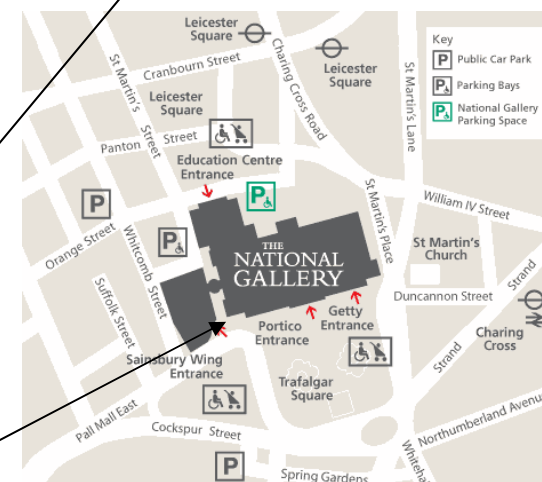 Leicester
Square
Charing Cross Road
Leicester
Square
Key
P Public Car Park
P Parking Bays
P National Gallery
Parking Space
St Martin's Street
Cranbourn Street
Leicester
Square
St Martin's Lane
Panton Street
Education Centre
Entrance
P
P
P
Orange Street
Whitcomb Street
Suffolk Street
THE
NATIONAL
GALLERY
St Martin's Place
William IV Street
St Martin's
Church
Duncannon Street
Strand
Getty
Entrance
Portico
Entrance
Charing
Cross
Sainsbury Wing
Entrance
Strand
Trafalgar
Square
Pall Mall East
Cockspur Street
Northumberland Avenu
P
Spring Gardens